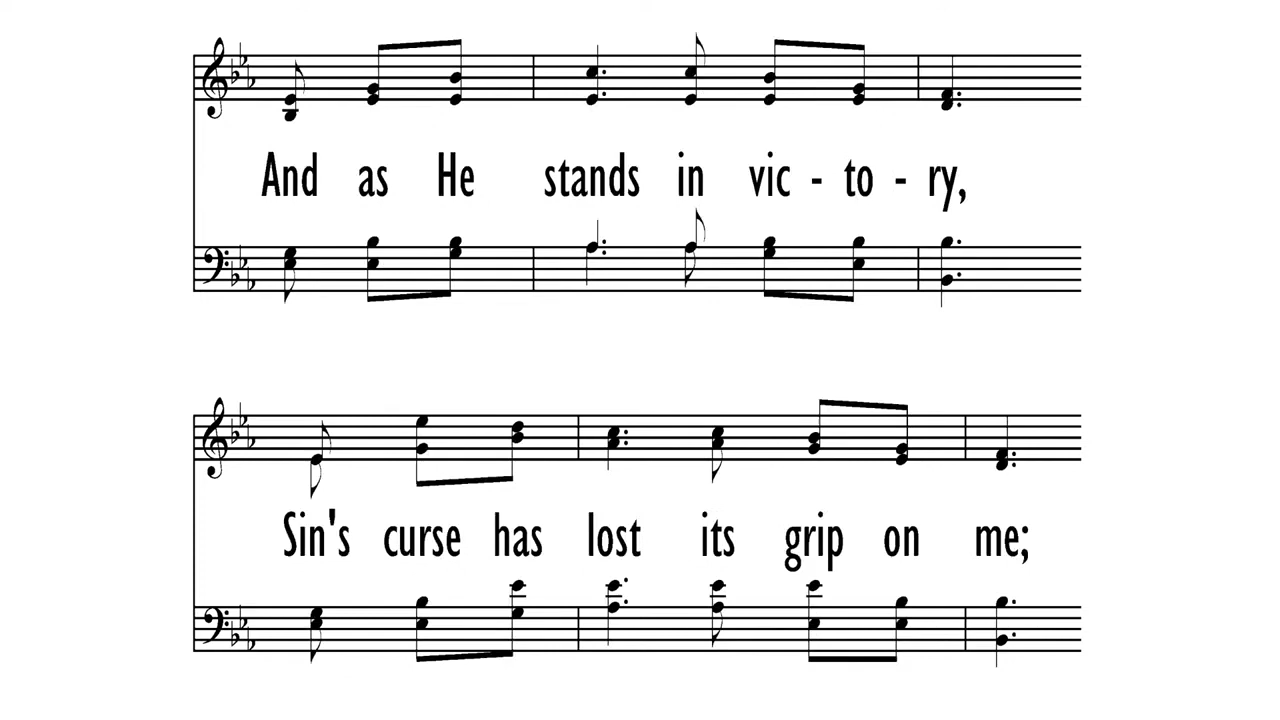 And as He stands in vic - to - ry,
Sin's curse has lost its grip on me;